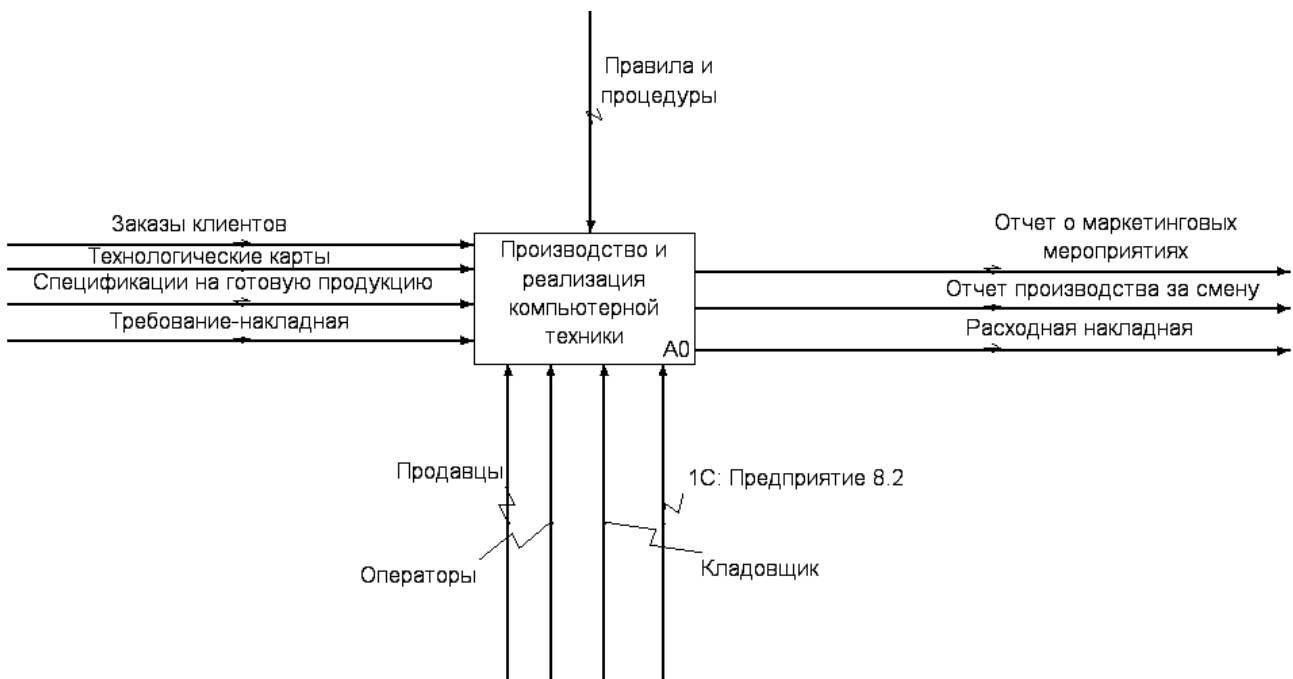 Правила и
процедуры
Заказы клиентов
Технологические карты
Спецификации на готовую продукцию
Требование-накладная
Производство и
реализация
компьютерной
техники
A0
Отчет о маркетинговых
мероприятиях
Отчет производства за смену
Расходная накладная
Продавцы
1С: Предприятие 8.2
Операторы
Кладовщик